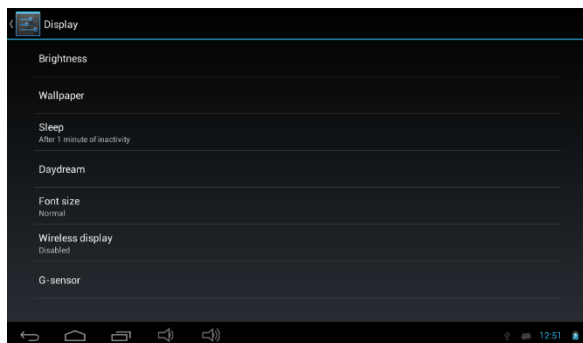 Display
Brightness
Wallpaper
Sleep
After 1 minute of inactivity
Daydream
Font size
Normal
Wireless display
Disabled
G-sensor
12:51